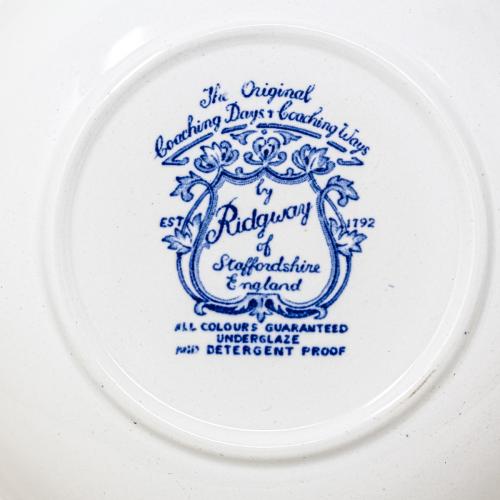 The Original
Coaching Days & Coaching Ways
by
EST 1792
Ridgway
of
Staffordshire
England
ALL COLOURS GUARANTEED
UNDERGLAZE
AND DETERGENT PROOF